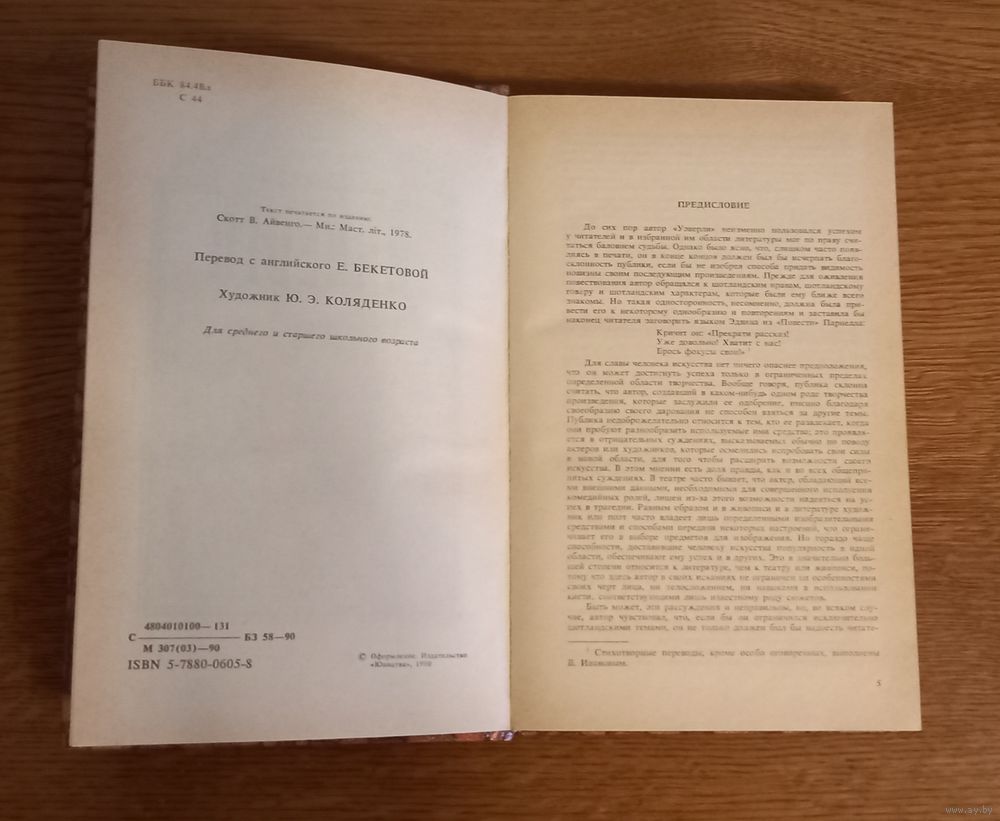 ББК 84.4Вл
С 44
Текст печатается по изданию:
Скотт В. Айвенго.— Мн.: Маст. літ., 1978.
Перевод с английского Е. БЕКЕТОВОЙ
Художник Ю. Э. КОЛЯДЕНКО
Для среднего и старшего школьного возраста
4804010100— 131
С БЗ 58—90
М 307(03)—90
ISBN 5-7880-0605-8
© Оформление. Издательство
«Юнацтва», 1990
ПРЕДИСЛОВИЕ
До сих пор автор «Уэверли» неизменно пользовался успехом
у читателей и в избранной им области литературы мог по праву счи-
таться баловнем судьбы. Однако было ясно, что, слишком часто появ-
ляясь в печати, он в конце концов должен был бы исчерпать благо-
склонность публики, если бы не изобрел способа придать видимость
новизны своим последующим произведениям. Прежде для оживления
повествования автор обращался к шотландским нравам, шотландскому
говору и шотландским характерам, которые были ему ближе всего
знакомы. Но такая односторонность, несомненно, должна была при-
вести его к некоторому однообразию и повторениям и заставила бы
наконец читателя заговорить языком Эдвина из «Повести» Парнелла:
Кричит он: «Прекрати рассказ!
Уже довольно! Хватит с нас!
Брось фокусы свои!» 1
Для славы человека искусства нет ничего опаснее предположения,
что он может достигнуть успеха только в ограниченных пределах
определенной области творчества. Вообще говоря, публика склонна
считать, что автор, создавший в каком-нибудь одном роде творчества
произведения, которые заслужили ее одобрение, именно благодаря
своеобразию своего дарования не способен взяться за другие темы.
Публика недоброжелательно относится к тем, кто ее развлекает, когда
они пробуют разнообразить используемые ими средства; это проявля-
ется в отрицательных суждениях, высказываемых обычно по поводу
актеров или художников, которые осмелились испробовать свои силы
в новой области, для того чтобы расширить возможности своего
искусства. В этом мнении есть доля правды, как и во всех общепри-
нятых суждениях. В театре часто бывает, что актер, обладающий все-
ми внешними данными, необходимыми для совершенного исполнения
комедийных ролей, лишен из-за этого возможности надеяться на ус-
пех в трагедии. Равным образом и в живописи и в литературе худож-
ник или поэт часто владеет лишь определенными изобразительными
средствами и способами передачи некоторых настроений, что ограни-
чивает его в выборе предметов для изображения. Но гораздо чаще
способности, доставившие человеку искусства популярность в одной
области, обеспечивают ему успех и в других. Это в значительно боль-
шей степени относится к литературе, чем к театру или живописи, по-
тому что здесь автор в своих исканиях не ограничен ни особенностями
своих черт лица, ни телосложением, ни навыками в использовании
кисти, соответствующими лишь известному роду сюжетов.
Быть может, эти рассуждения и неправильны, но, во всяком слу-
чае, автор чувствовал, что, если бы он ограничился исключительно
шотландскими темами, он не только должен был бы надоесть читате-
1 Стихотворные переводы, кроме особо оговоренных, выполнены
В. Ивановым.
5
www.ay.by